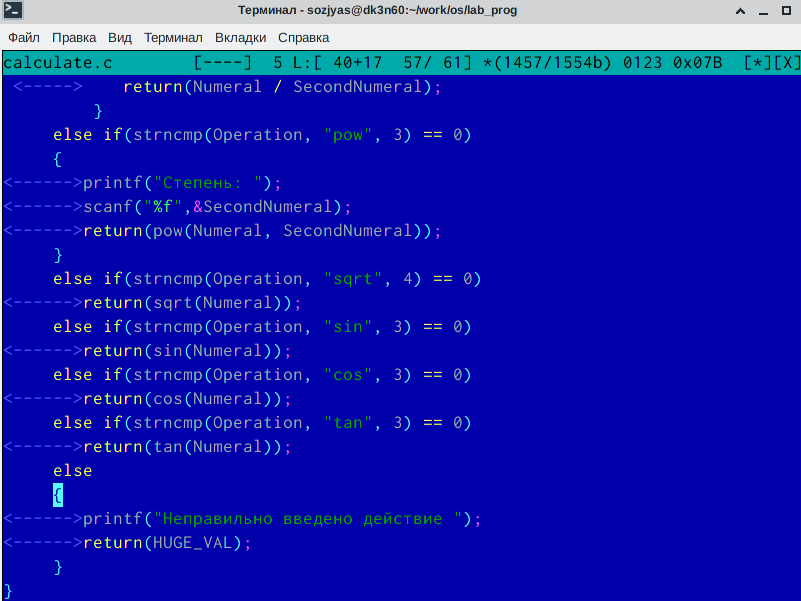 Терминал - sozjyas@dk3n60:~/work/os/lab_prog
Файл Правка Вид Терминал Вкладки Справка
calculate.c [----] 5 L:[ 40+17 57/ 61] *(1457/1554b) 0123 0x07B [*][X]
<-----> return(Numeral / SecondNumeral);
}
else if(strncmp(Operation, "pow", 3) == 0)
{
<------>printf("Степень: ");
<------>scanf("%f",&SecondNumeral);
<------>return(pow(Numeral, SecondNumeral));
}
else if(strncmp(Operation, "sqrt", 4) == 0)
<------>return(sqrt(Numeral));
else if(strncmp(Operation, "sin", 3) == 0)
<------>return(sin(Numeral));
else if(strncmp(Operation, "cos", 3) == 0)
<------>return(cos(Numeral));
else if(strncmp(Operation, "tan", 3) == 0)
<------>return(tan(Numeral));
else
{
<------>printf("Неправильно введено действие ");
<------>return(HUGE_VAL);
}
}